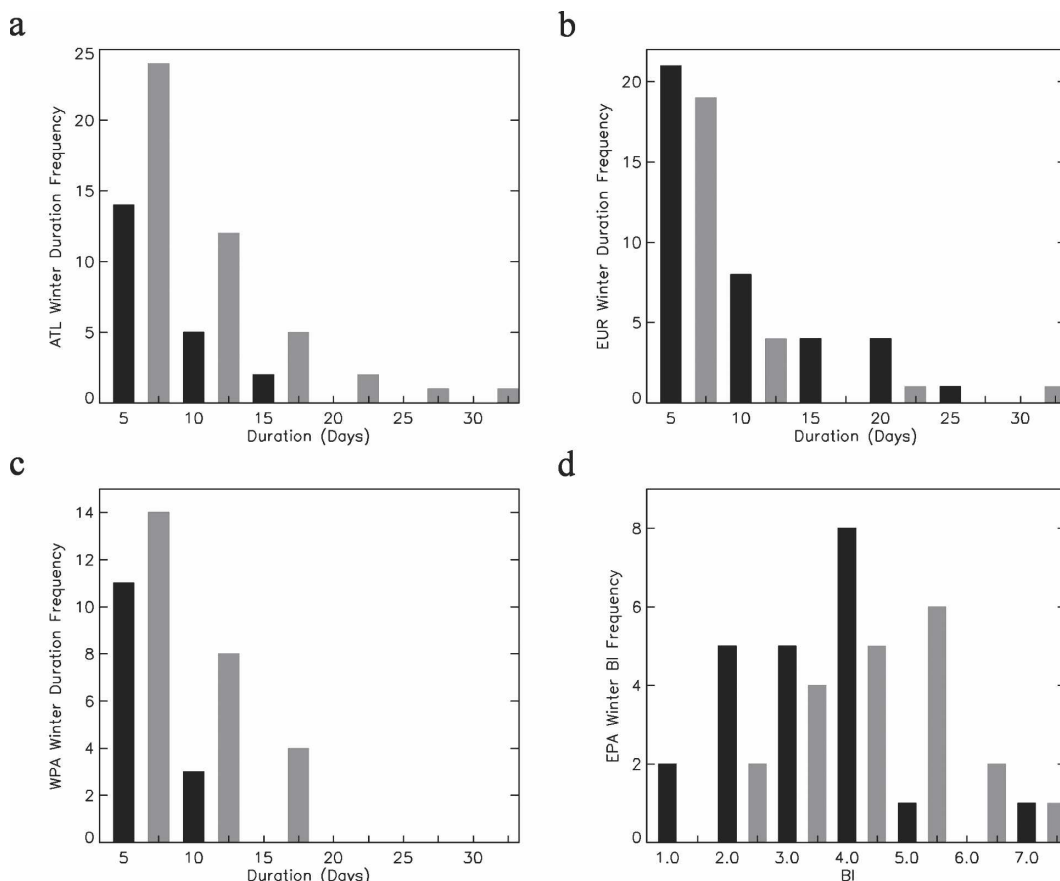 a
25
20
15
10
5
0
ATL Winter Duration Frequency
5 10 15 20 25 30
Duration (Days)
b
20
15
10
5
0
EUR Winter Duration Frequency
5 10 15 20 25 30
Duration (Days)
c
14
12
10
8
6
4
2
0
WPA Winter Duration Frequency
5 10 15 20 25 30
Duration (Days)
d
8
6
4
2
0
EPA Winter BI Frequency
1.0 2.0 3.0 4.0 5.0 6.0 7.0
BI